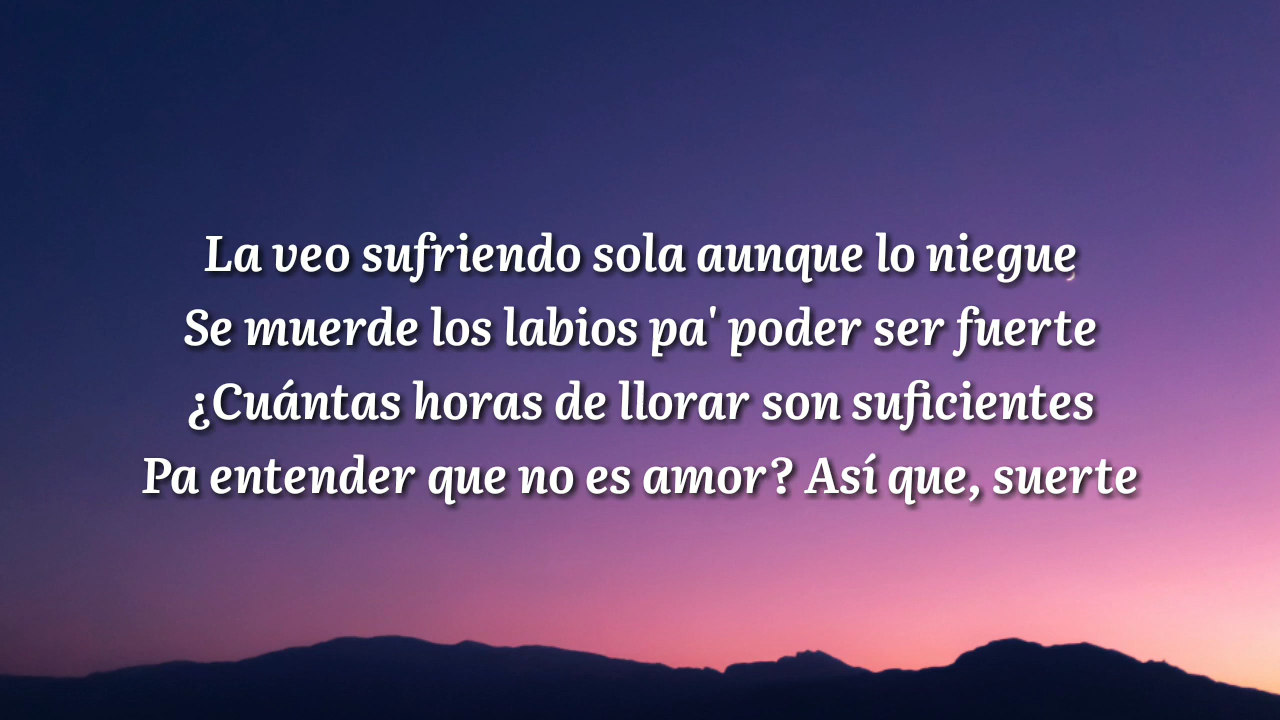 La veo sufriendo sola aunque lo niegue
Se muerde los labios pa' poder ser fuerte
¿Cuántas horas de llorar son suficientes
Pa entender que no es amor? Así que, suerte